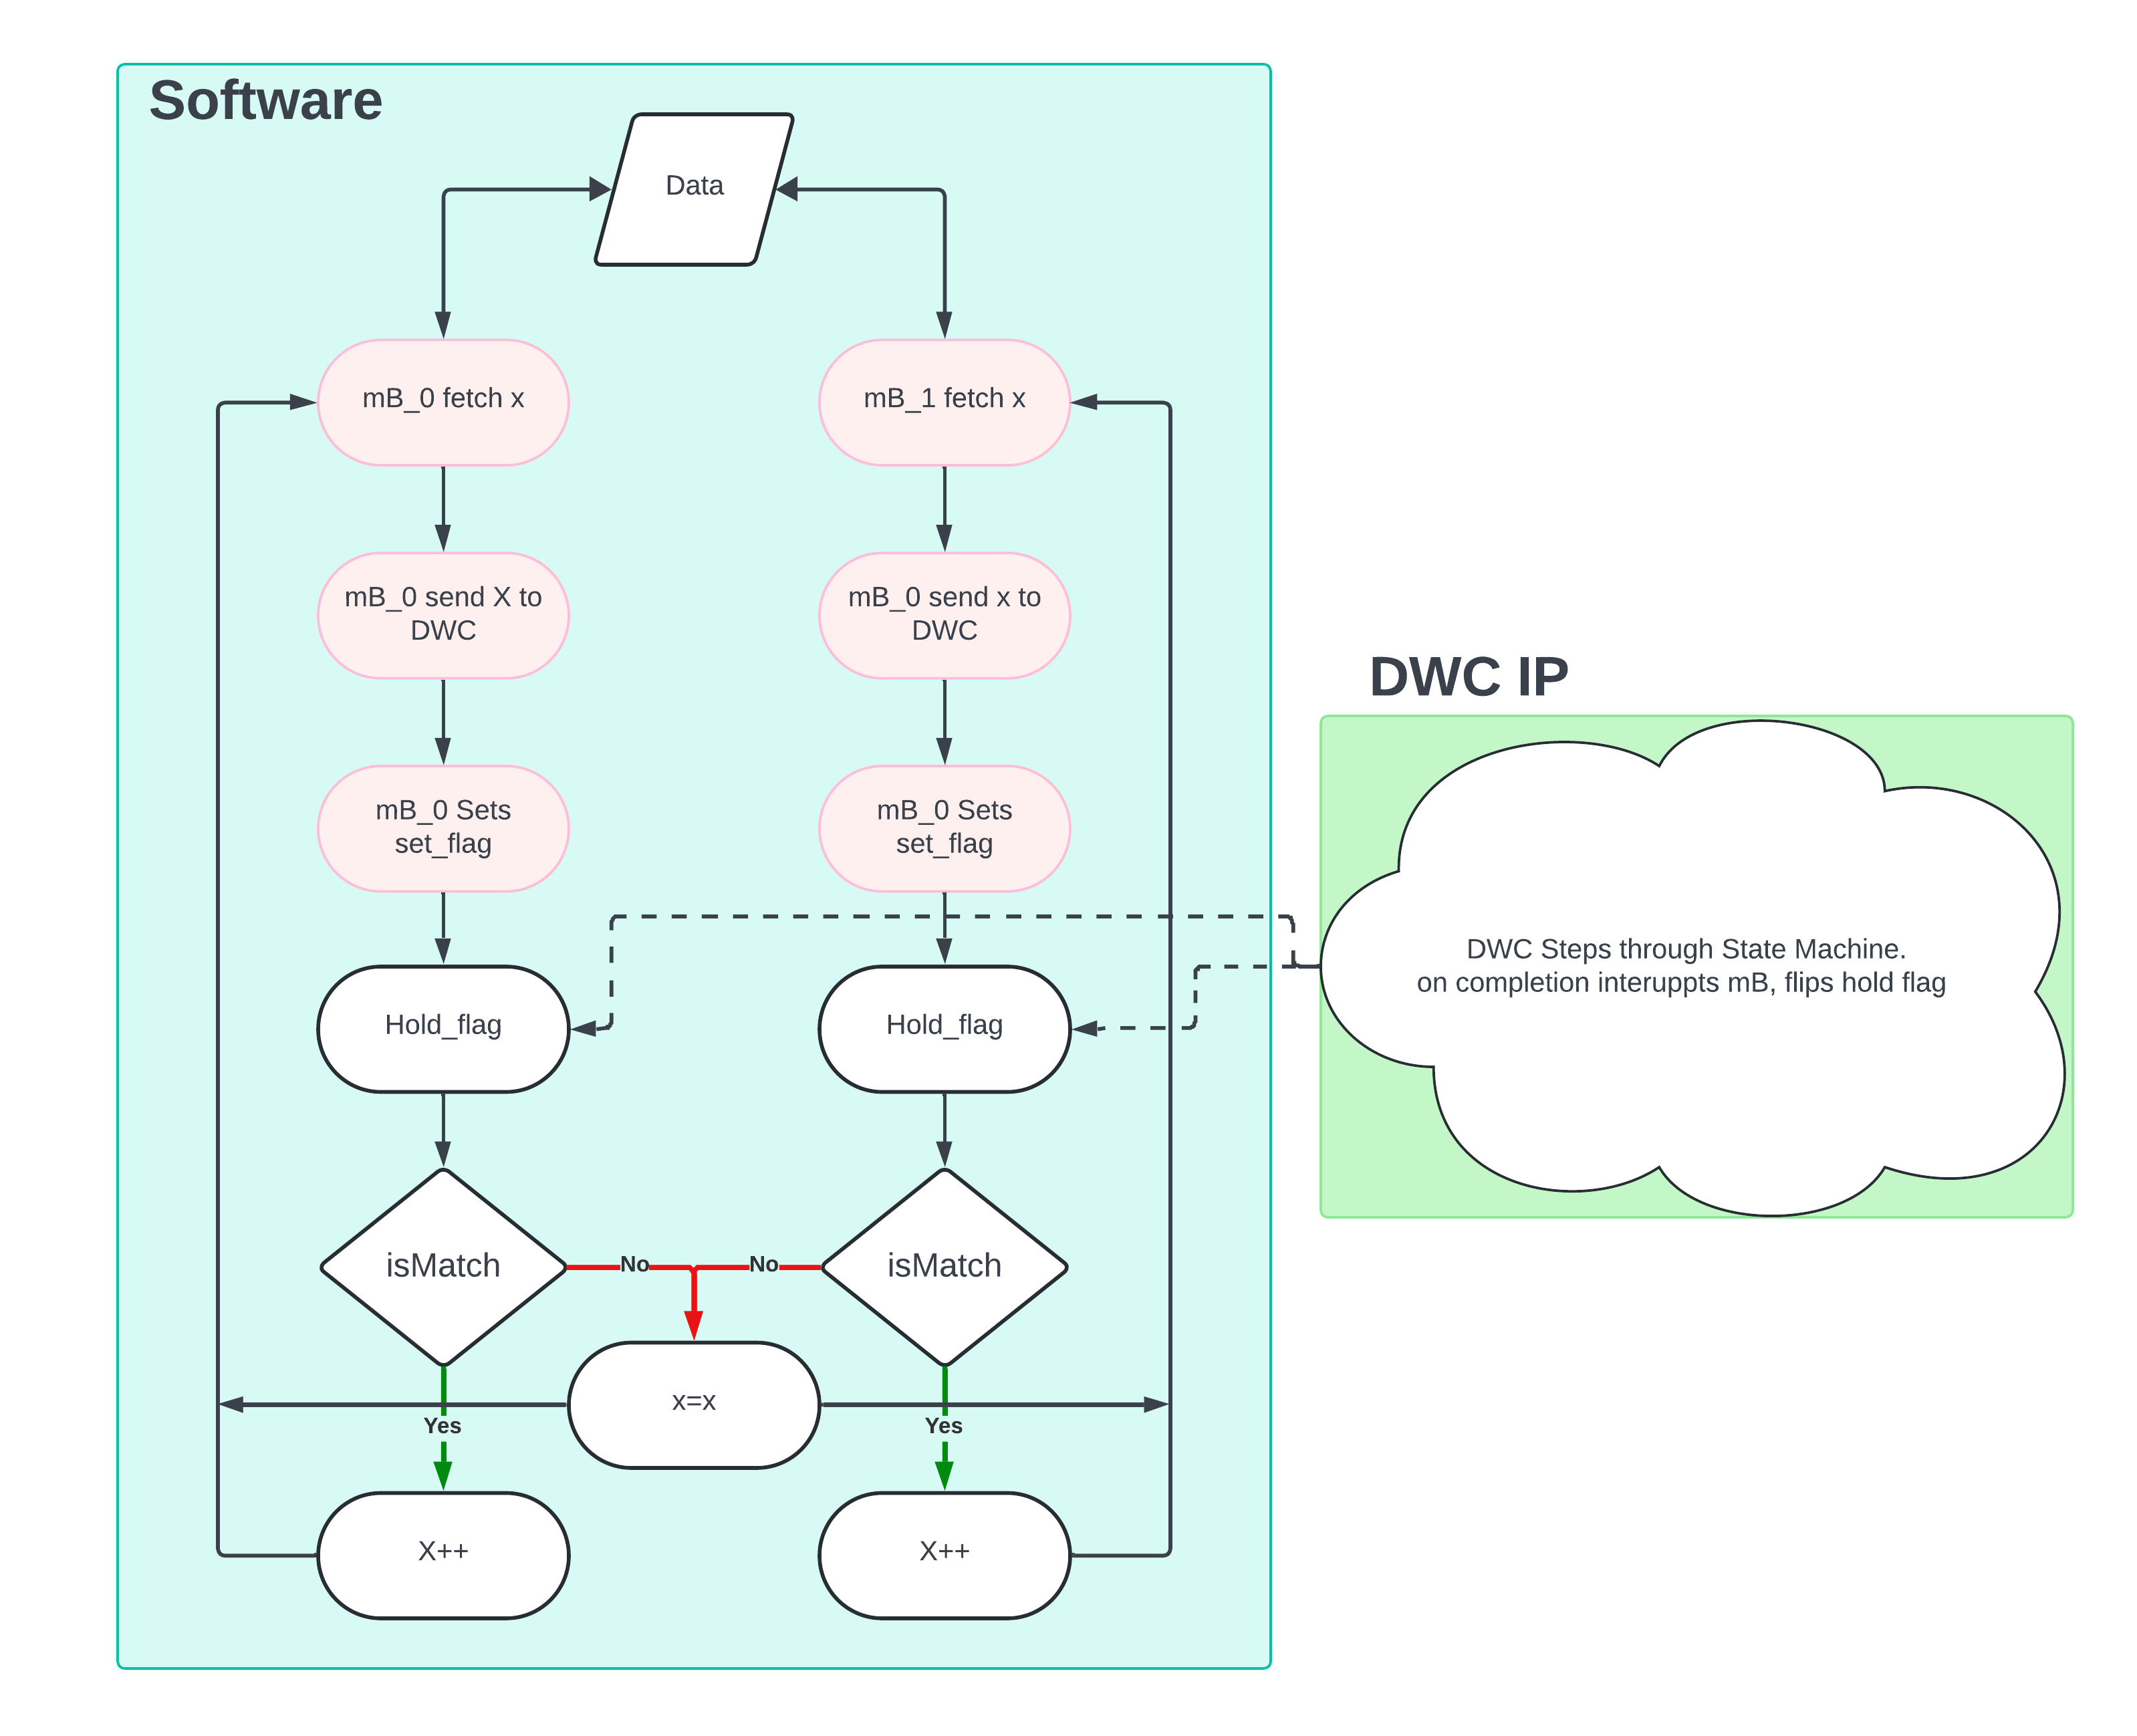 Software
Data
mB_0 fetch x
mB_1 fetch x
mB_0 send X to
DWC
mB_0 send x to
DWC
mB_0 Sets
set_flag
mB_0 Sets
set_flag
Hold_flag
Hold_flag
isMatch
No
No
isMatch
x=x
Yes
Yes
X++
X++
DWC IP
DWC Steps through State Machine.
on completion interuppts mB, flips hold flag